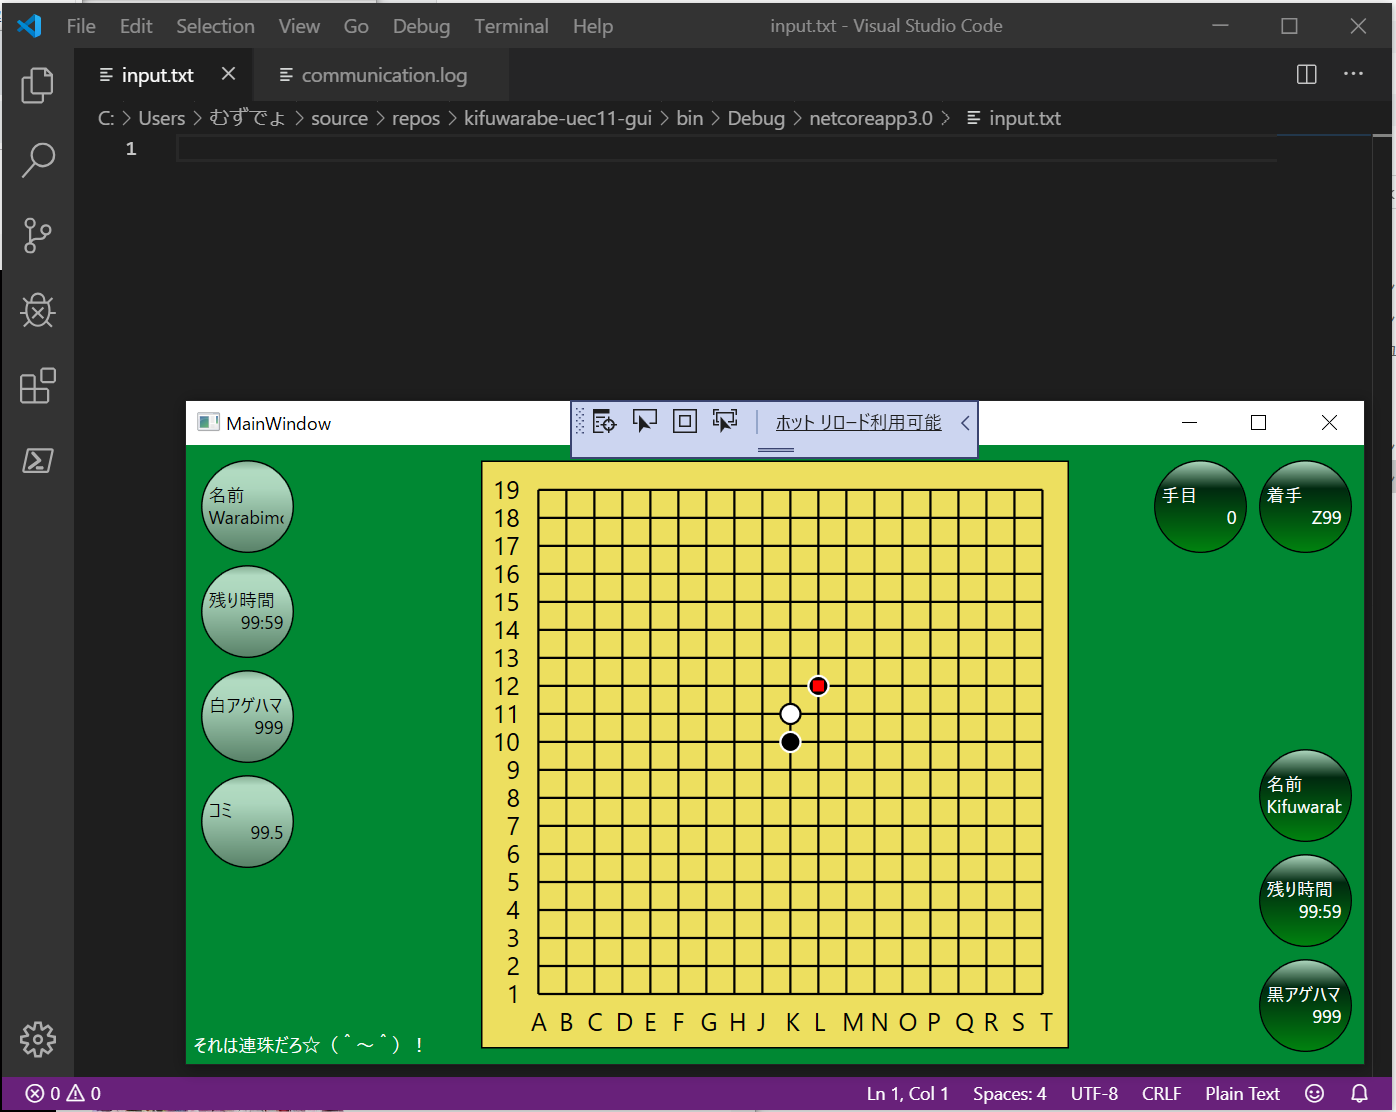 File Edit Selection View Go Debug Terminal Help input.txt - Visual Studio Code
input.txt communication.log
C: > Users > むずでょ > source > repos > kifuwarabe-uec11-gui > bin > Debug > netcoreapp3.0 > input.txt
1
MainWindow
ホット リロード利用可能
名前
Warabim
残り時間
99:59
白アゲハマ
999
コミ
99.5
19
18
17
16
15
14
13
12
11
10
9
8
7
6
5
4
3
2
1
A B C D E F G H J K L M N O P Q R S T
手目
0
着手
Z99
名前
Kifuwarab
残り時間
99:59
黒アゲハマ
999
それは連珠だろ☆（＾～＾）！
0 0 Ln 1, Col 1 Spaces: 4 UTF-8 CRLF Plain Text